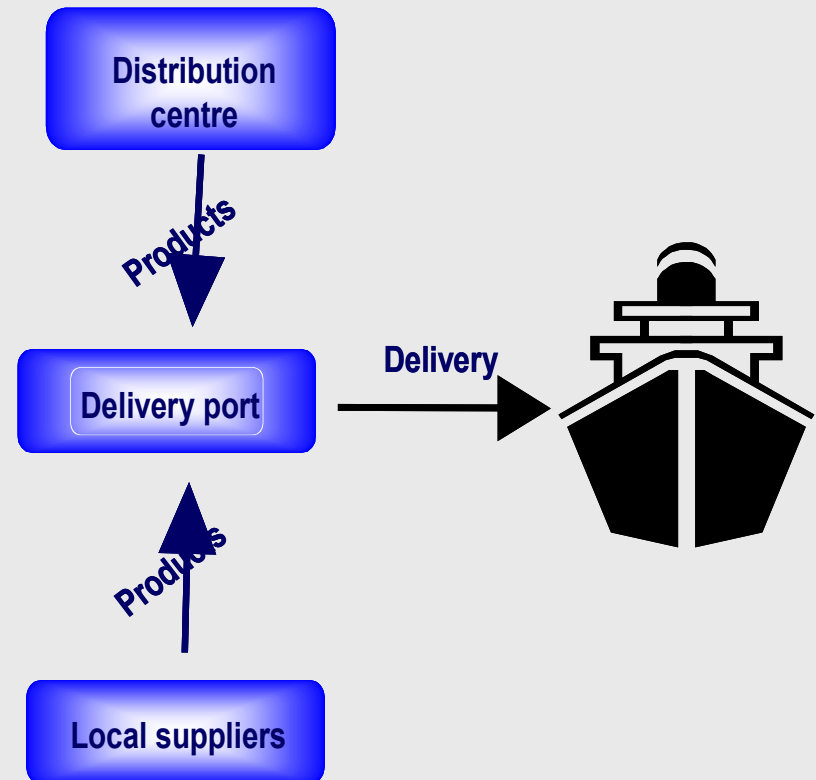 Distribution
centre
Products
Delivery port
Delivery
Products
Local suppliers